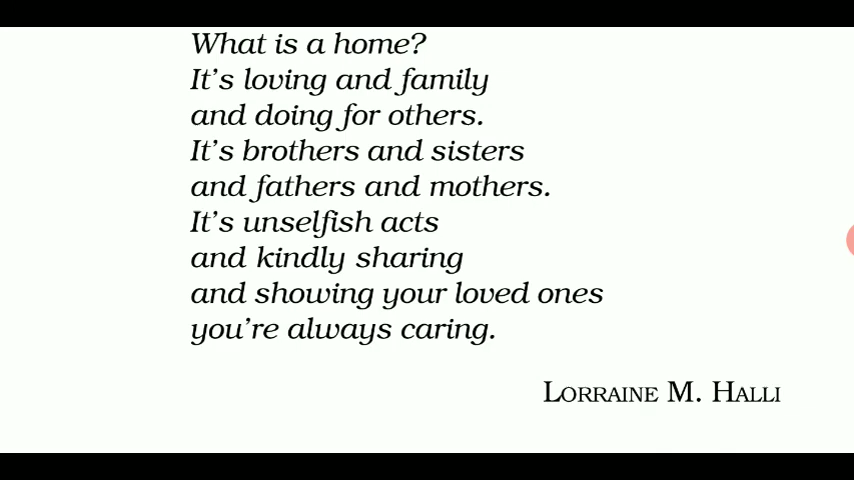 What is a home?
It's loving and family
and doing for others.
It's brothers and sisters
and fathers and mothers.
It's unselfish acts
and kindly sharing
and showing your loved ones
you're always caring.
LORRAINE M. HALLI